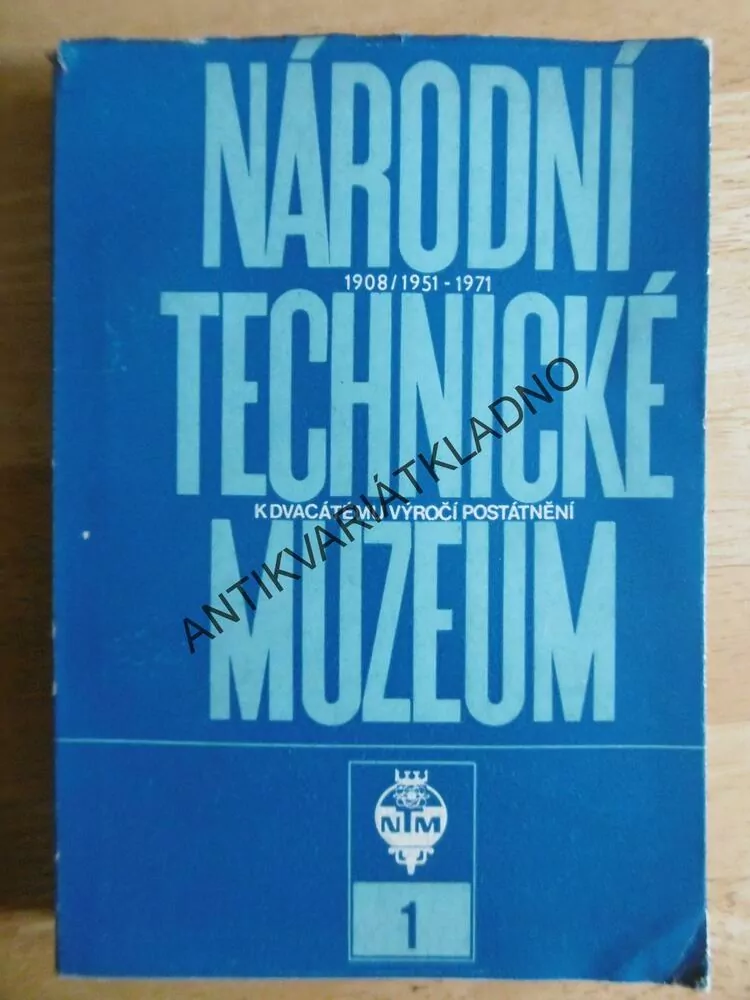 NÁRODNÍ
1908/1951-1971
TECHNICKÉ
K DVACÁTÉMU VÝROČÍ POSTÁTNĚNÍ
MUZEUM
ANTIKVARIÁTKLADNO
NTM
1